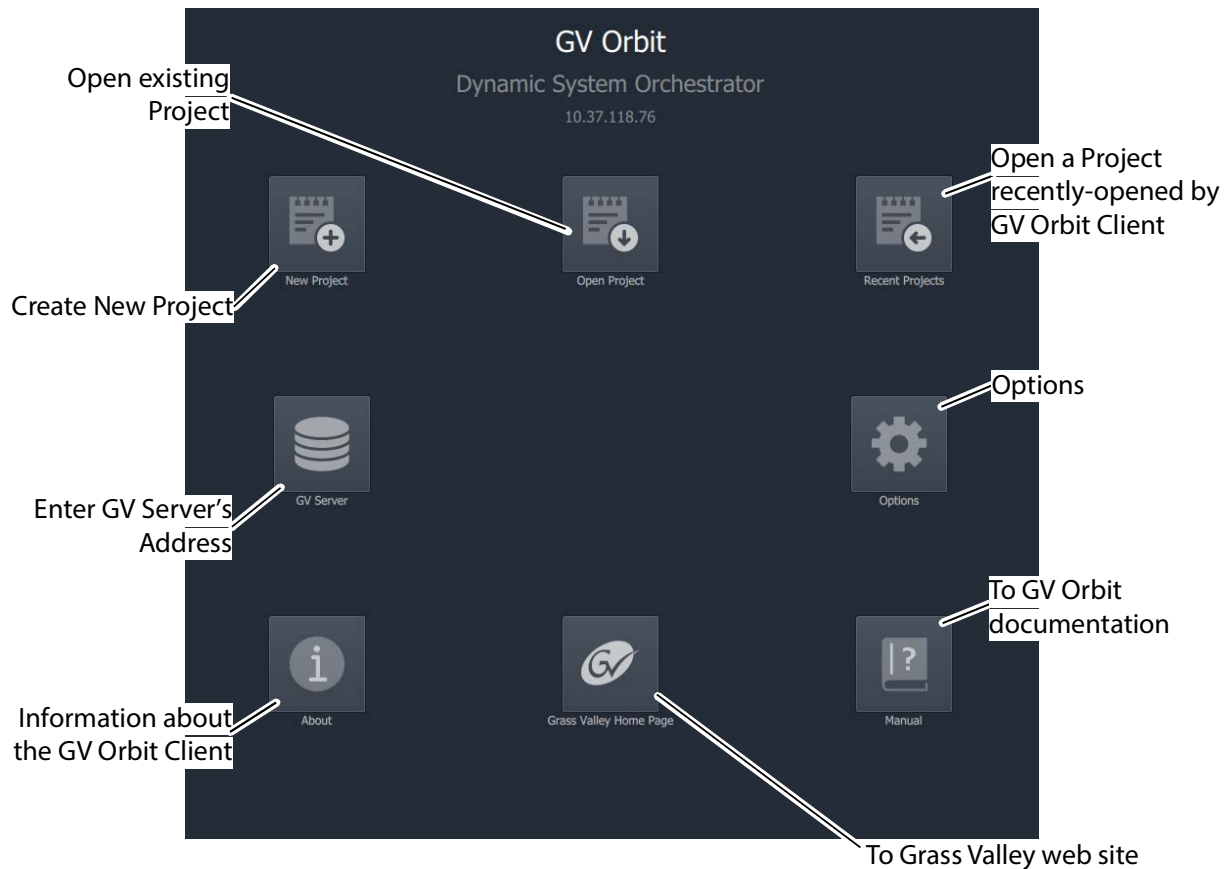 GV Orbit
Open existing
Project
Dynamic System Orchestrator
10.37.118.76
Open a Project
recently-opened by
GV Orbit Client
New Project
Open Project
Recent Projects
Create New Project
Options
GV Server
Options
Enter GV Server’s
Address
To GV Orbit
documentation
i
GV
?
About
Grass Valley Home Page
Manual
Information about
the GV Orbit Client
To Grass Valley web site